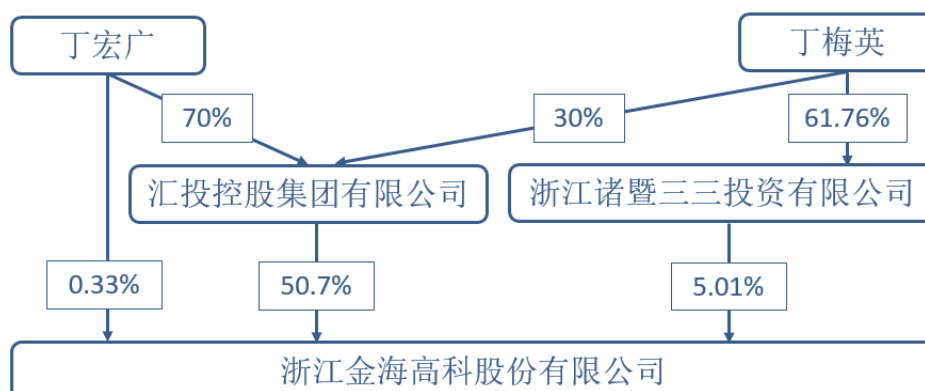 丁宏广
丁梅英
70%
30%
61.76%
汇投控股集团有限公司
浙江诸暨三三投资有限公司
0.33%
50.7%
5.01%
浙江金海高科股份有限公司